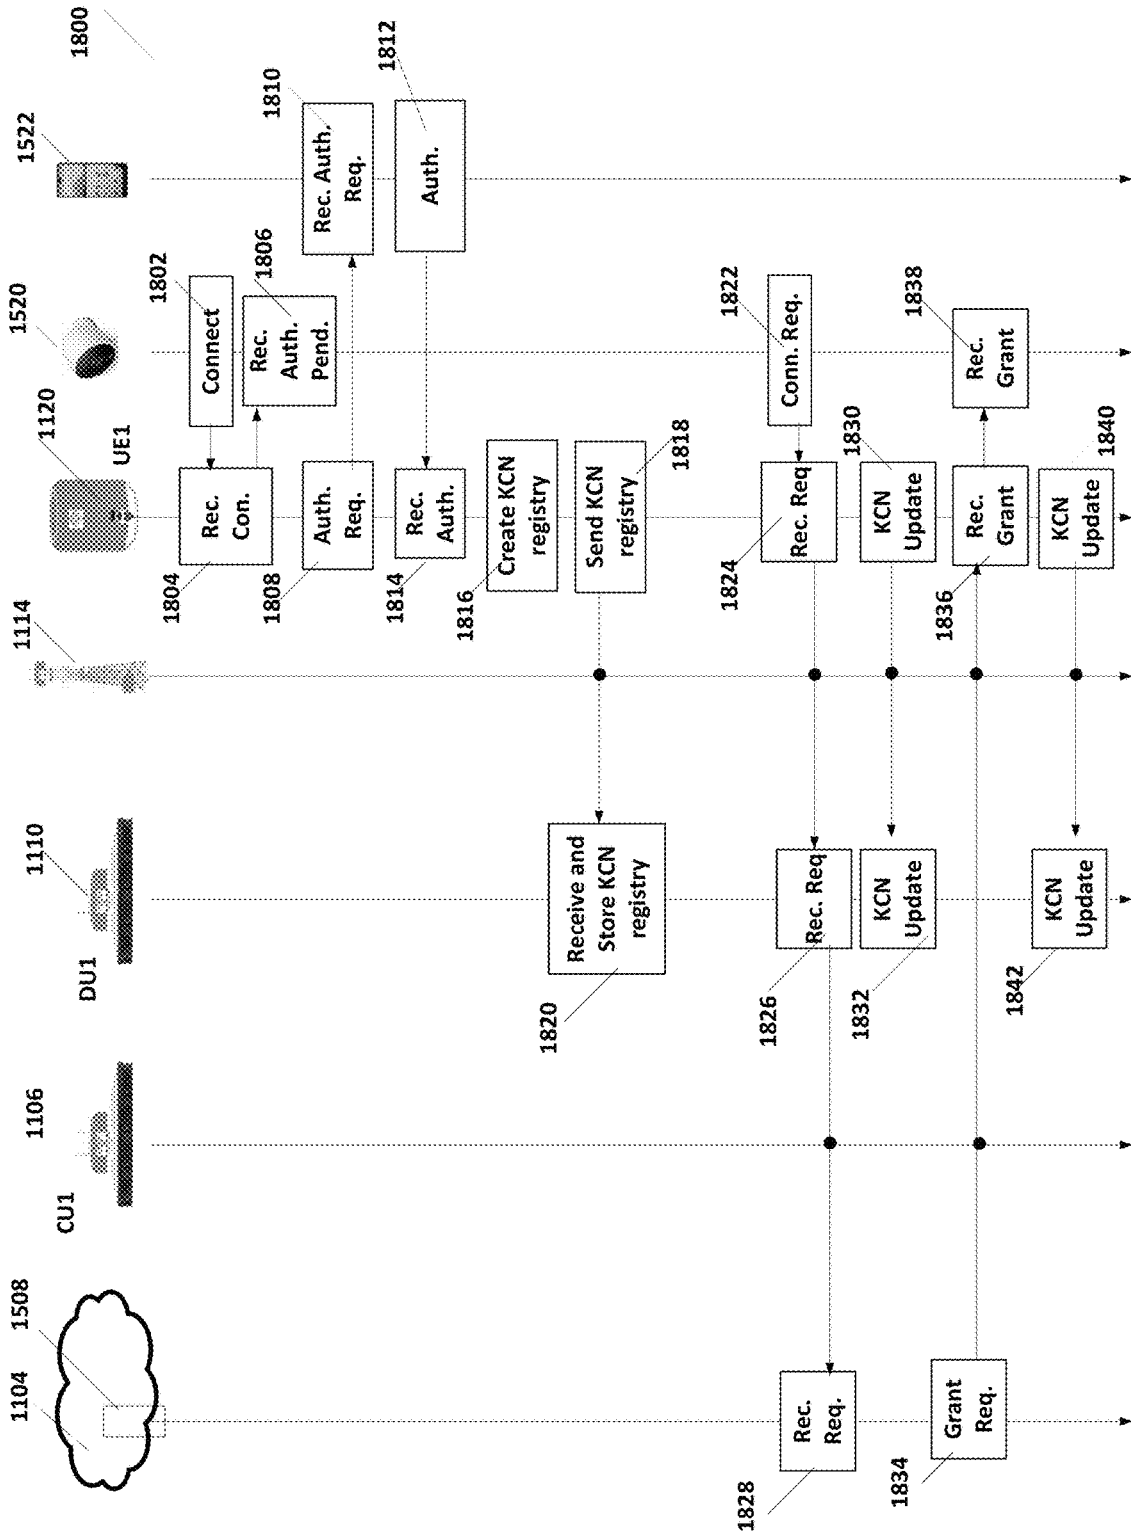 1800
1522
1520
1120
UE1
1114
1110
DU1
1106
CU1
1508
1104
1802
Connect
1804
Rec.
Con.
1806
Rec.
Auth.
Pend.
1808
Auth.
Req.
1810
Rec. Auth.
Req.
1812
Auth.
1814
Rec.
Auth.
1816
Create KCN
registry
1818
Send KCN
registry
1820
Receive and
Store KCN
registry
1822
Conn. Req.
1824
Rec. Req
1826
Rec. Req
1828
Rec.
Req.
1830
KCN
Update
1832
KCN
Update
1834
Grant
Req.
1836
Rec.
Grant
1838
Rec.
Grant
1840
KCN
Update
1842
KCN
Update